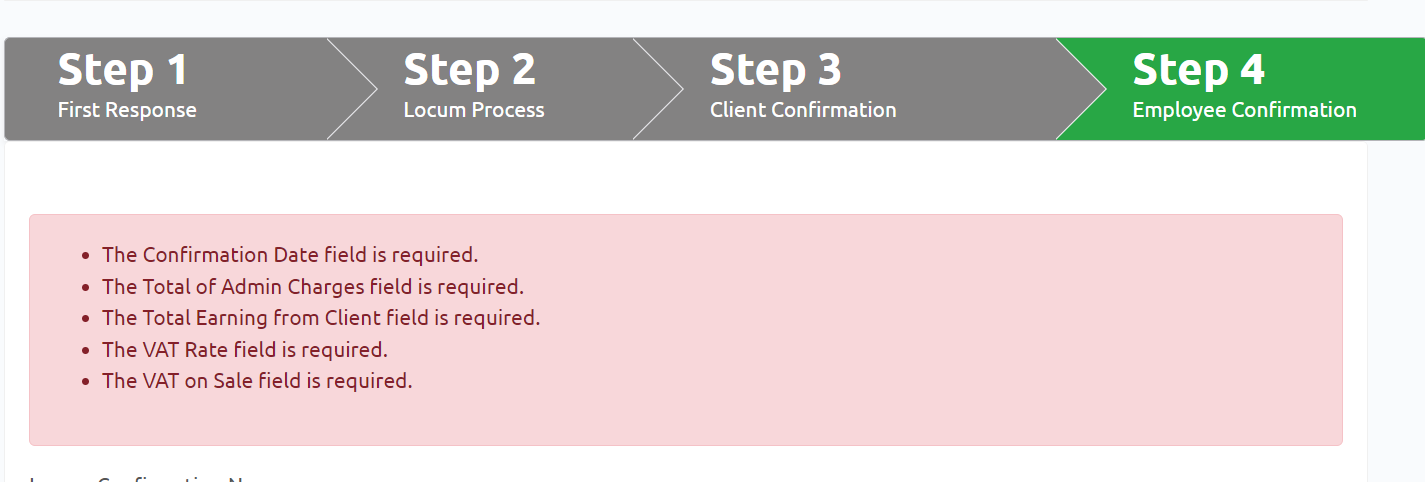 Step 1
First Response
Step 2
Locum Process
Step 3
Client Confirmation
Step 4
Employee Confirmation
• The Confirmation Date field is required.
• The Total of Admin Charges field is required.
• The Total Earning from Client field is required.
• The VAT Rate field is required.
• The VAT on Sale field is required.